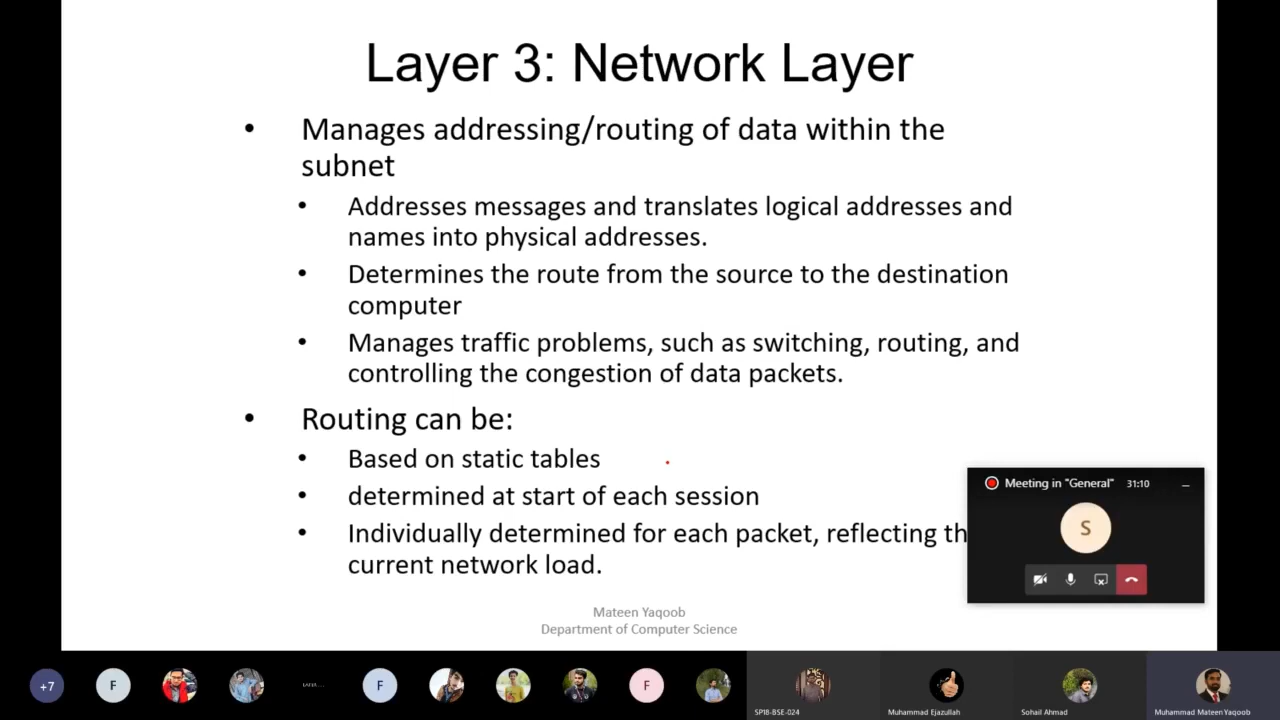 Layer 3: Network Layer
• Manages addressing/routing of data within the
subnet
• Addresses messages and translates logical addresses and
names into physical addresses.
• Determines the route from the source to the destination
computer
• Manages traffic problems, such as switching, routing, and
controlling the congestion of data packets.
• Routing can be:
• Based on static tables
• determined at start of each session
• Individually determined for each packet, reflecting th
current network load.
Meeting in "General" 31:10
S
Mateen Yaqoob
Department of Computer Science
+7 F F F
SP18-BSE-024 Muhammad Ejazullah Sohail Ahmad Muhammad Mateen Yaqoob